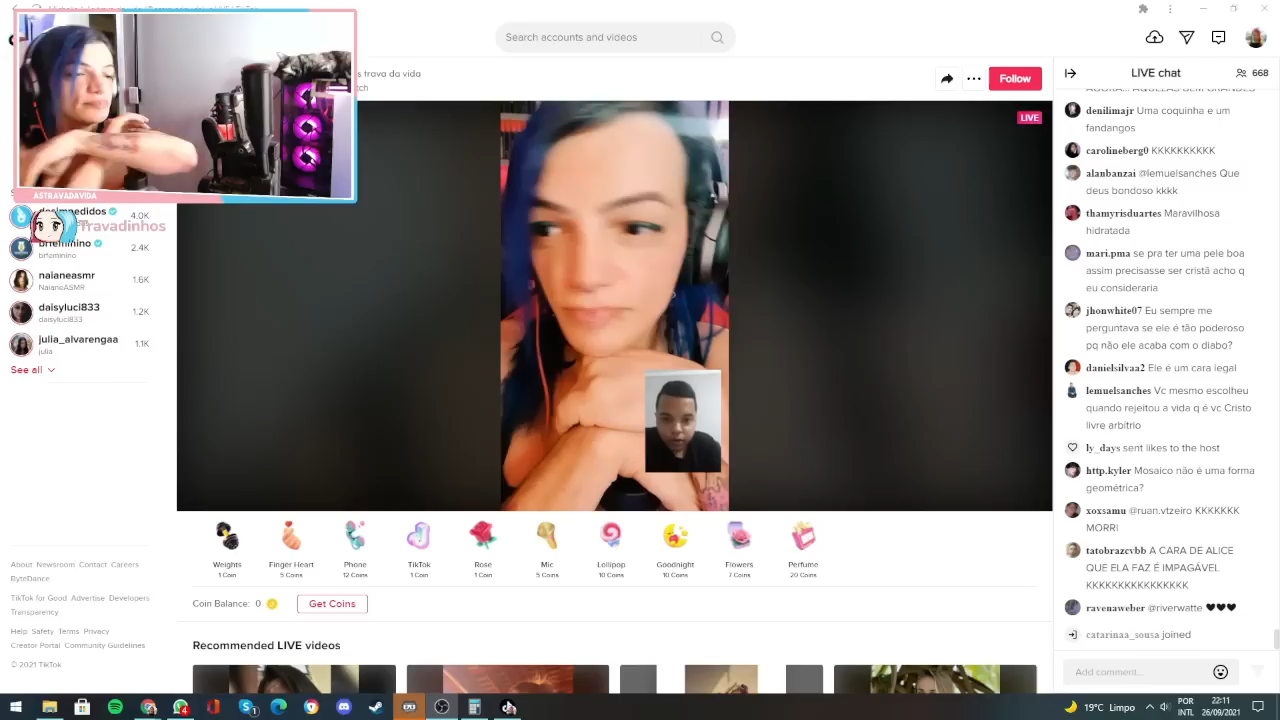 Search accounts and videos
s trava da vida
tch
Follow
LIVE chat
668
LIVE
ASTRAVADAVIDA
desimpedidos
4.0K
Travadinhos
brfeminino
brfeminino
2.4K
naianeasmr
NaianeASMR
1.6K
daisyluci833
daisyluci833
1.2K
julia_alvarengaa
julia
1.1K
See all
About Newsroom Contact Careers
ByteDance
TikTok for Good Advertise Developers
Transparency
Help Safety Terms Privacy
Creator Portal Community Guidelines
© 2021 TikTok
Weights
1 Coin
Finger Heart
5 Coins
Phone
12 Coins
TikTok
1 Coin
Rose
1 Coin
Mic
5 Coins
Lollipop
10 Coins
Goodnight
10 Coins
Flowers
7 Coins
Perfume
20 Coins
Coin Balance: 0
Get Coins
Recommended LIVE videos
denilimajr Uma coquinha e um
fandangos
carolineberg0 KKKKKKKKKK
alanbanzai @lemuelsanches Que
deus bondoso kkkk
thamyrisduartes Maravilhosa
hidratada
mari.pma se pra ter uma pele boa
assim precisasse ser cristã acho q
eu consideraria
jhonwhite07 Eu sempre me
perguntava se ele é tão poderoso
pq não ele acaba com o diabo?
danielsilvaa2 Ele é um cara legal
lemuelsanches Vc mesmo escolheu
quando rejeitou a vida q é vc Cristo
livre arbítrio
ly_days sent likes to the host
http.kyler Mosaico não é uma forma
geométrica?
xoxsamu @ruan.vtzeiro KKKKKKK
MORRI
tatobrazcvbb A CARA DE ALICE
QUE ELA FAZ É IMPAGÁVEL
KKKKKKKKKKKKKKKK
ravenaweber @riverwatte ♥♥♥
catarinaa_sousa joined
Add comment...
POR
INTL
22:11
26/09/2021
19°C Limpo